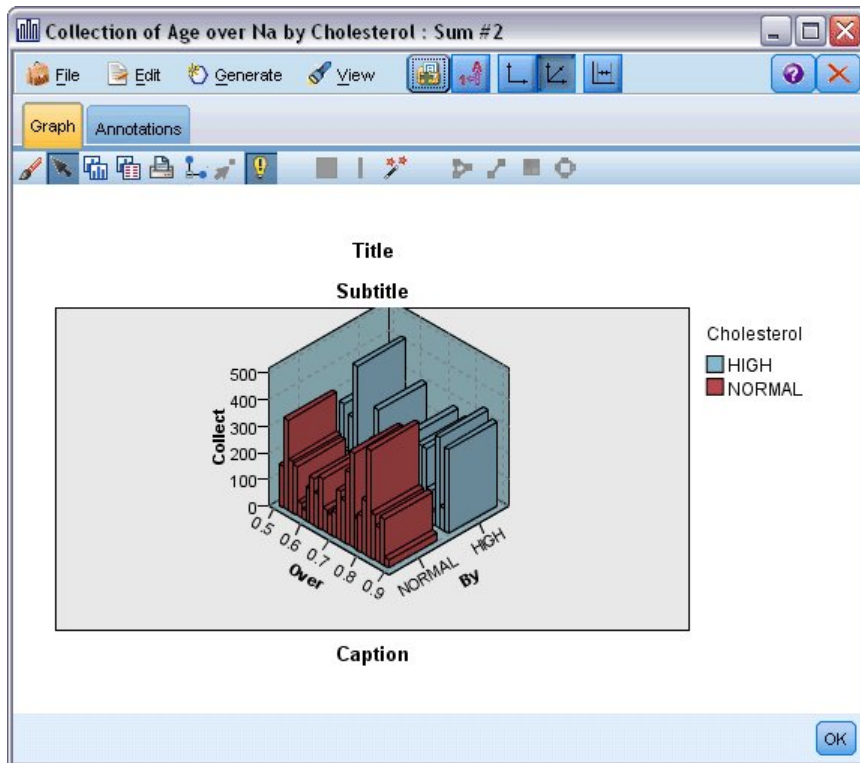 Collection of Age over Na by Cholesterol : Sum #2
File Edit Generate View
Graph Annotations
Title
Subtitle
Cholesterol
HIGH
NORMAL
500
400
300
200
100
0
Collect
0.5 0.6 0.7 0.8 0.9
Over
NORMAL HIGH
By
Caption
OK